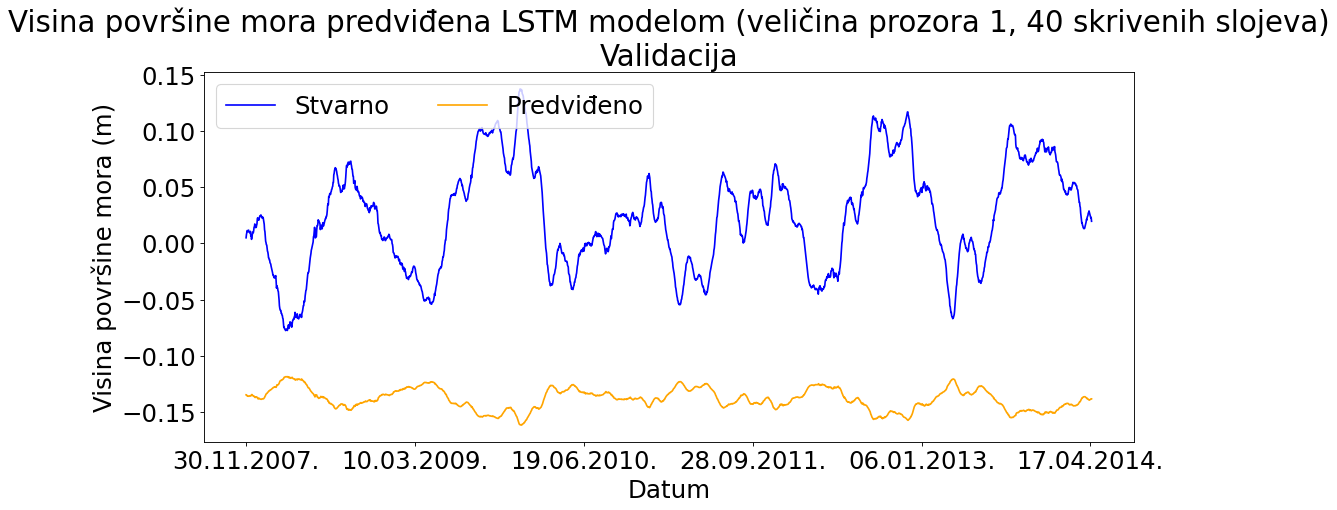 Visina površine mora predviđena LSTM modelom (veličina prozora 1, 40 skrivenih slojeva)
Validacija
Stvarno
Predviđeno
Visina površine mora (m)
0.15
0.10
0.05
0.00
−0.05
−0.10
−0.15
30.11.2007. 10.03.2009. 19.06.2010. 28.09.2011. 06.01.2013. 17.04.2014.
Datum